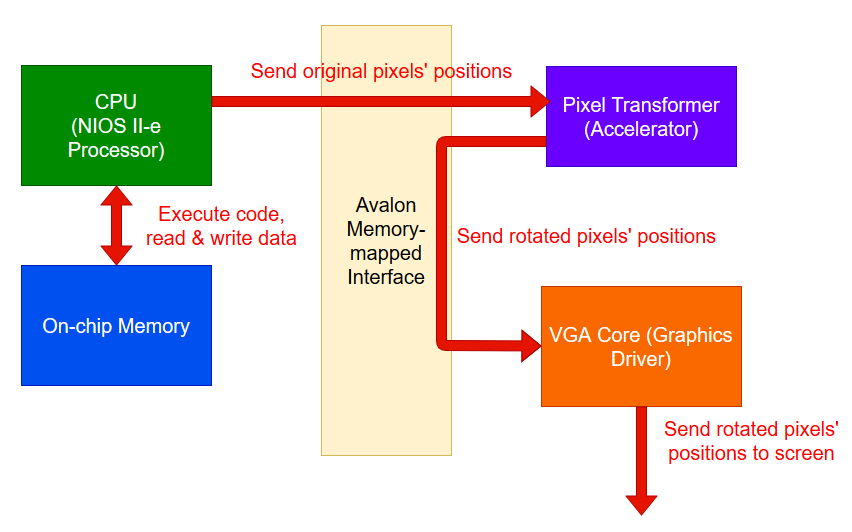 Send original pixels' positions
CPU
(NIOS II-e
Processor)
Pixel Transformer
(Accelerator)
Execute code,
read & write data
Avalon
Memory-
mapped
Interface
Send rotated pixels' positions
On-chip Memory
VGA Core (Graphics
Driver)
Send rotated pixels'
positions to screen